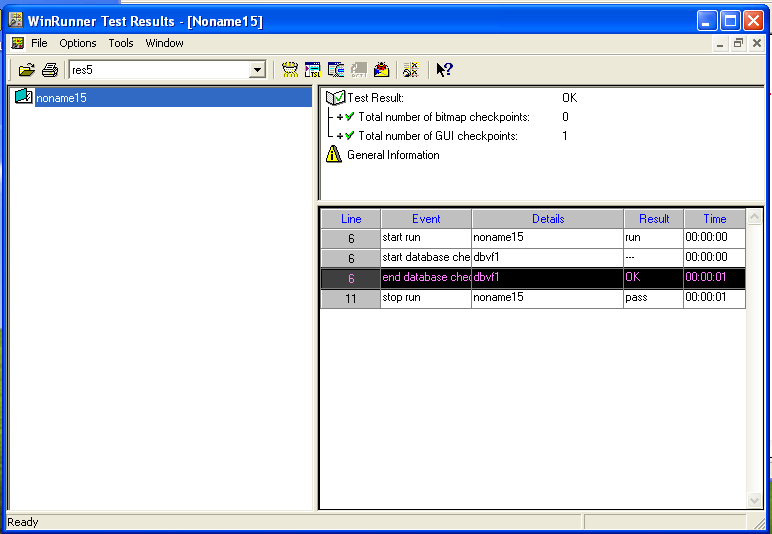 WinRunner Test Results - [Noname15]
File Options Tools Window
res5
noname15
Test Result: OK
Total number of bitmap checkpoints: 0
Total number of GUI checkpoints: 1
General Information
Line Event Details Result Time
6 start run noname15 run 00:00:00
6 start database che dbvf1 --- 00:00:00
6 end database chec dbvf1 OK 00:00:01
11 stop run noname15 pass 00:00:01
Ready